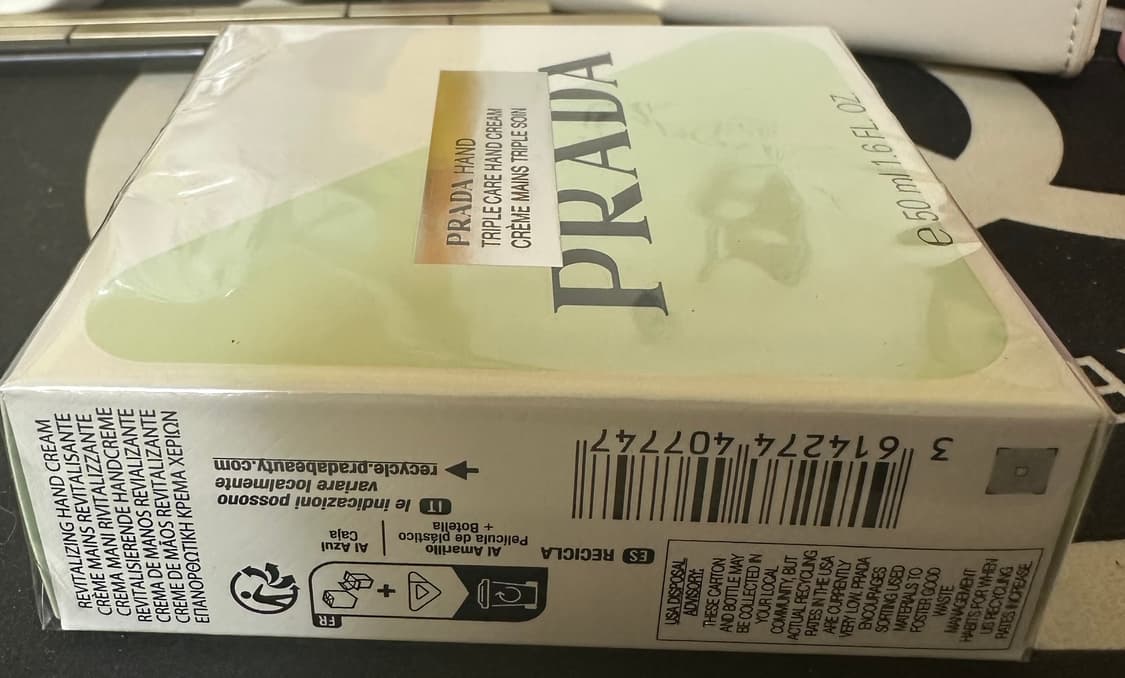 PRADA HAND
TRIPLE CARE HAND CREAM
CRÈME MAINS TRIPLE SOIN
PRADA
e 50 ml / 1.6 FL. OZ.
REVITALIZING HAND CREAM
CRÈME MAINS REVITALISANTE
CREMA MANI RIVITALIZZANTE
REVITALISIERENDE HANDCREME
CREMA DE MANOS REVIALIZANTE
CREME DE MÃOS REVITALIZANTE
ΕΠΑΝΟΡΘΩΤΙΚΗ ΚΡΕΜΑ ΧΕΡΙΩΝ
FR
+
ES RECICLA
Al Amarillo
Película de plástico
+ Botella
Al Azul
Caja
IT le indicazioni possono
variare localmente
recycle.pradabeauty.com
3 614274 407747
USA DISPOSAL
ADVISORY:
THESE CARTON
AND BOTTLE MAY
BE COLLECTED IN
YOUR LOCAL
COMMUNITY, BUT
ACTUAL RECYCLING
RATES IN THE USA
ARE CURRENTLY
VERY LOW. PRADA
ENCOURAGES
SORTING USED
MATERIALS TO
FOSTER GOOD
WASTE
MANAGEMENT
HABITS FOR WHEN
US RECYCLING
RATES INCREASE.